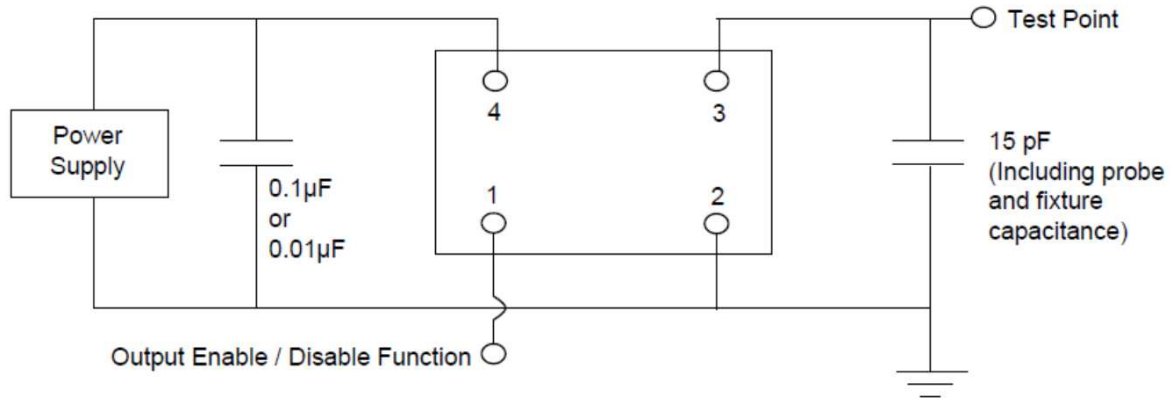 Test Point
4
3
Power
Supply
15 pF
(Including probe
and fixture
capacitance)
0.1µF
or
0.01µF
1
2
Output Enable / Disable Function